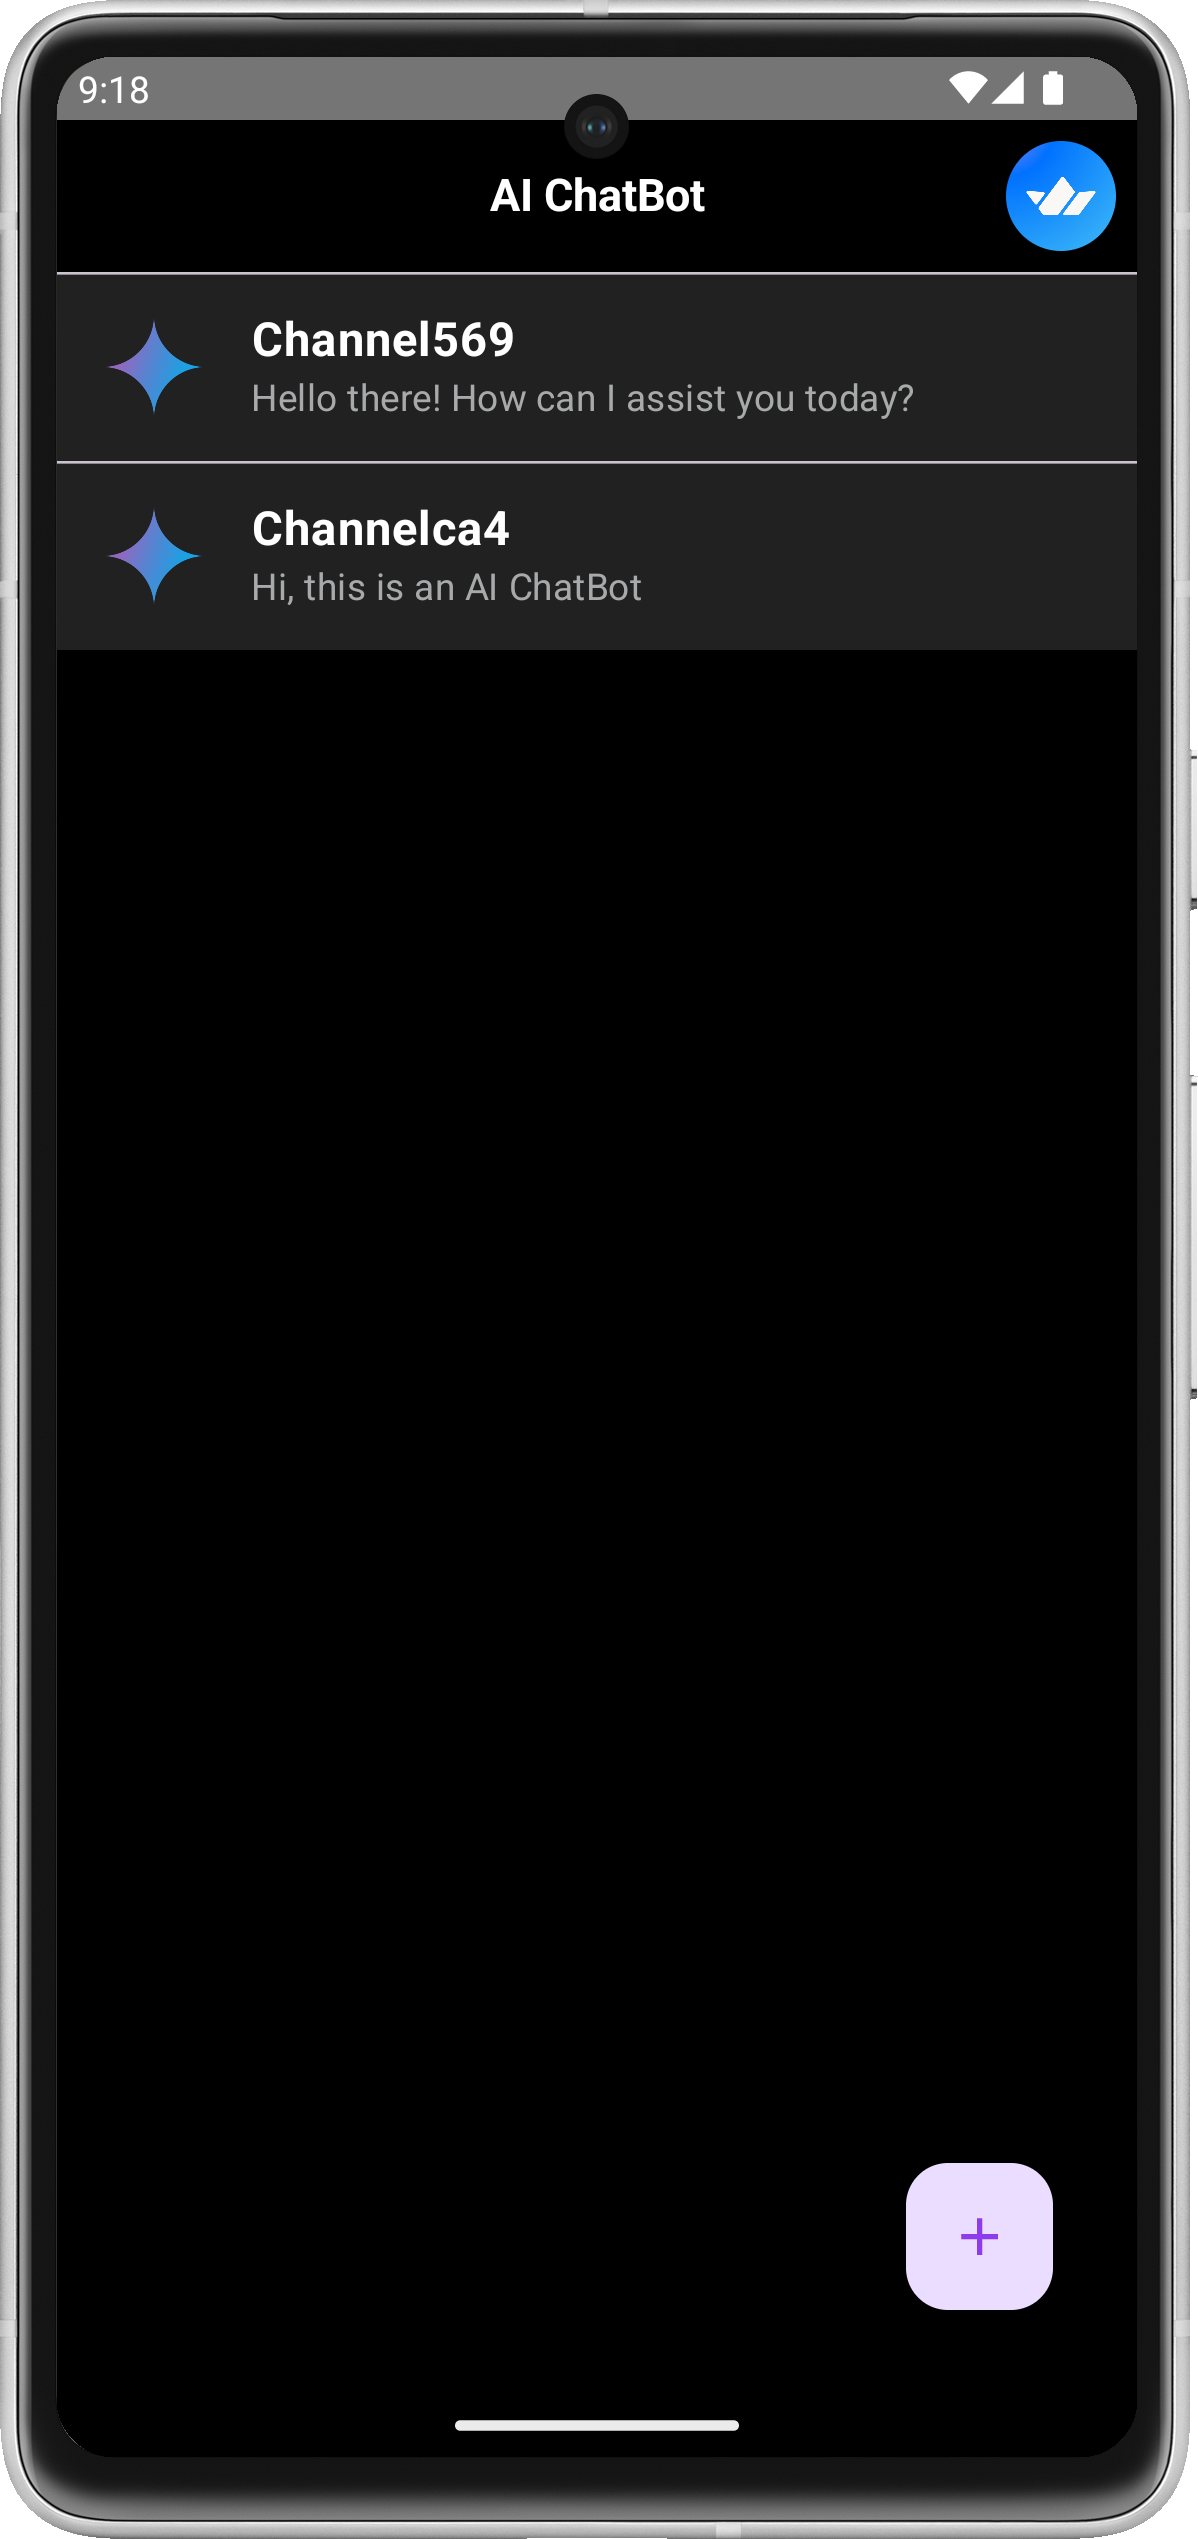 9:18
AI ChatBot
Channel569
Hello there! How can I assist you today?
Channelca4
Hi, this is an AI ChatBot